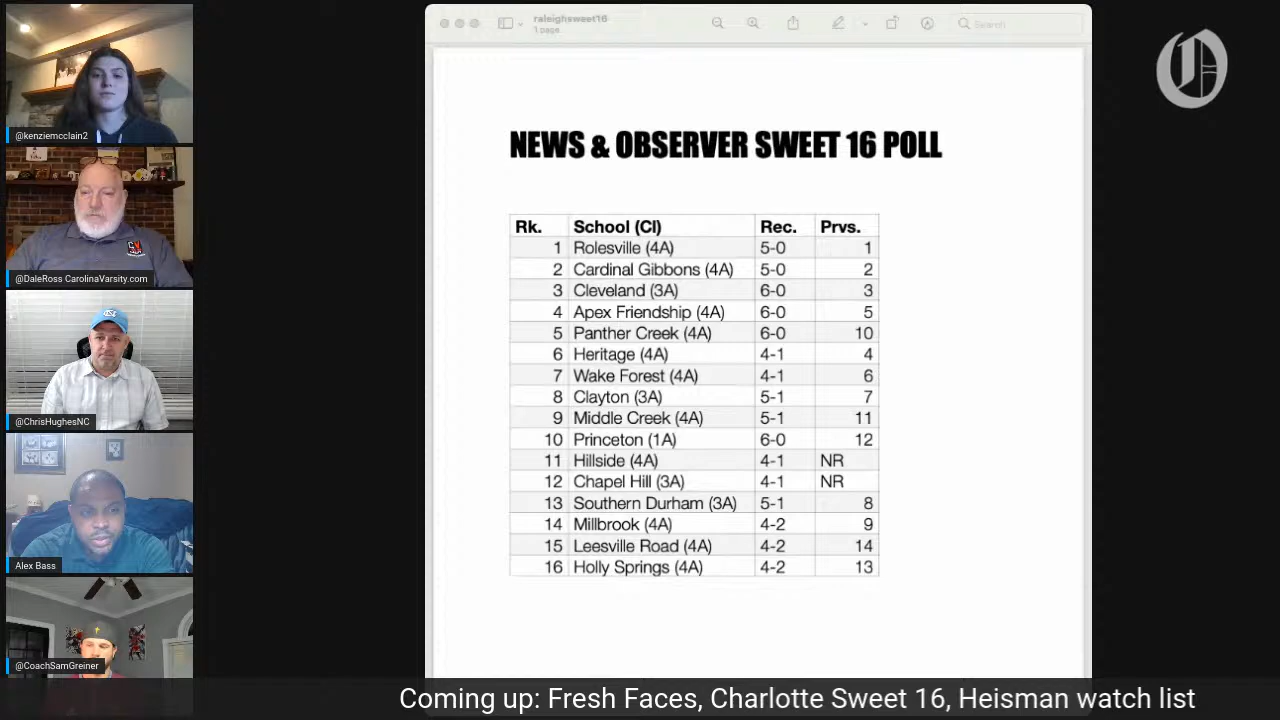 raleighsweet16
1 page
Search
O
@kenziemcclain2
@DaleRoss CarolinaVarsity.com
@ChrisHughesNC
Alex Bass
@CoachSamGreiner
NEWS & OBSERVER SWEET 16 POLL
Rk. School (Cl) Rec. Prvs.
1 Rolesville (4A) 5-0 1
2 Cardinal Gibbons (4A) 5-0 2
3 Cleveland (3A) 6-0 3
4 Apex Friendship (4A) 6-0 5
5 Panther Creek (4A) 6-0 10
6 Heritage (4A) 4-1 4
7 Wake Forest (4A) 4-1 6
8 Clayton (3A) 5-1 7
9 Middle Creek (4A) 5-1 11
10 Princeton (1A) 6-0 12
11 Hillside (4A) 4-1 NR
12 Chapel Hill (3A) 4-1 NR
13 Southern Durham (3A) 5-1 8
14 Millbrook (4A) 4-2 9
15 Leesville Road (4A) 4-2 14
16 Holly Springs (4A) 4-2 13
Coming up: Fresh Faces, Charlotte Sweet 16, Heisman watch list